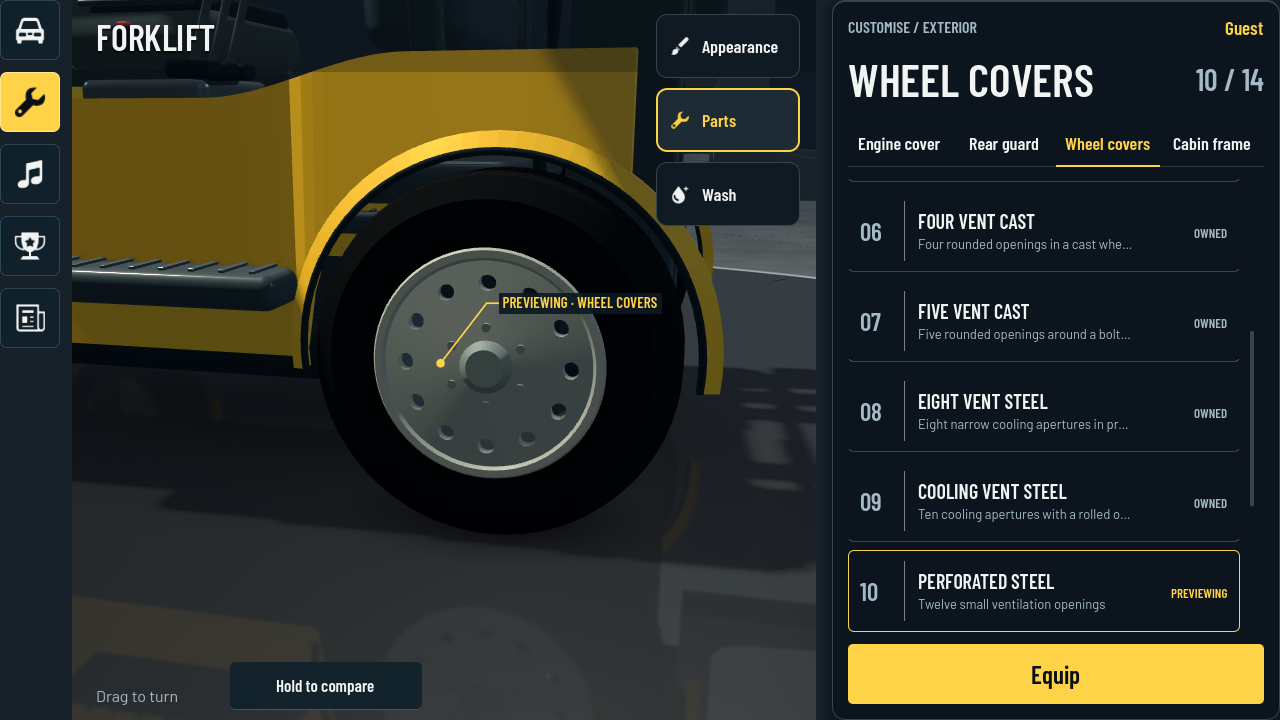 FORKLIFT
Appearance
Parts
Wash
PREVIEWING · WHEEL COVERS
Drag to turn
Hold to compare
CUSTOMISE / EXTERIOR
Guest
WHEEL COVERS
10 / 14
Engine cover
Rear guard
Wheel covers
Cabin frame
06
FOUR VENT CAST
Four rounded openings in a cast whe...
OWNED
07
FIVE VENT CAST
Five rounded openings around a bolt...
OWNED
08
EIGHT VENT STEEL
Eight narrow cooling apertures in pr...
OWNED
09
COOLING VENT STEEL
Ten cooling apertures with a rolled o...
OWNED
10
PERFORATED STEEL
Twelve small ventilation openings
PREVIEWING
Equip